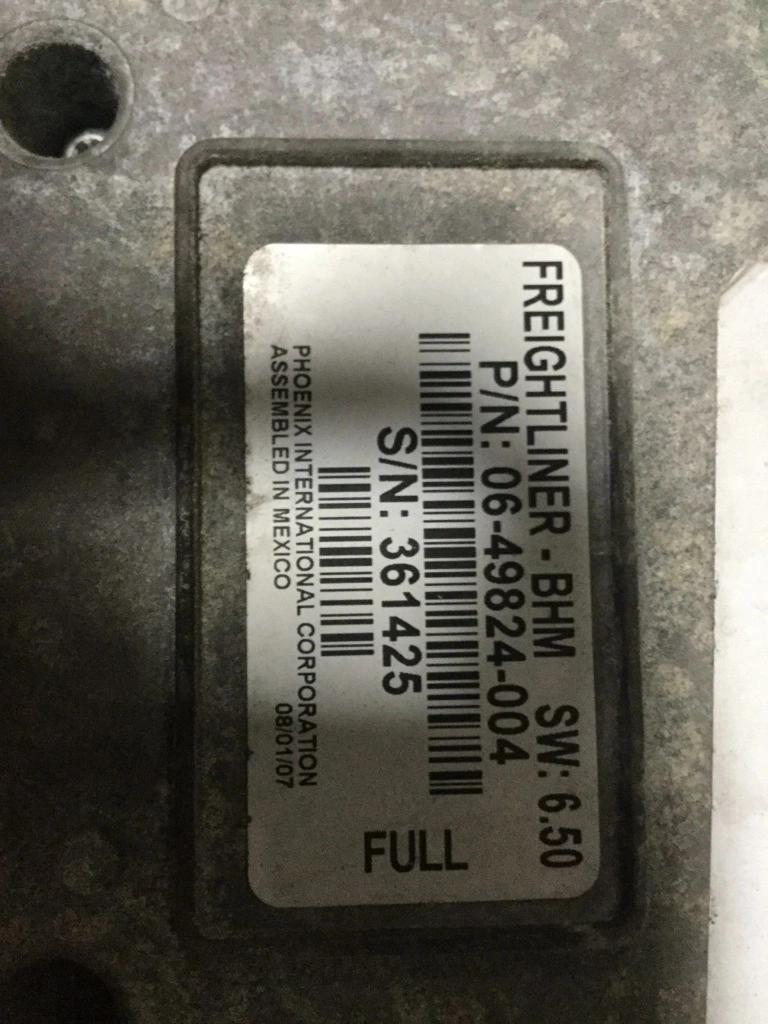 FREIGHTLINER - BHM SW: 6.50
P/N: 06-49824-004
S/N: 361425
FULL
PHOENIX INTERNATIONAL CORPORATION
ASSEMBLED IN MEXICO 08/01/07